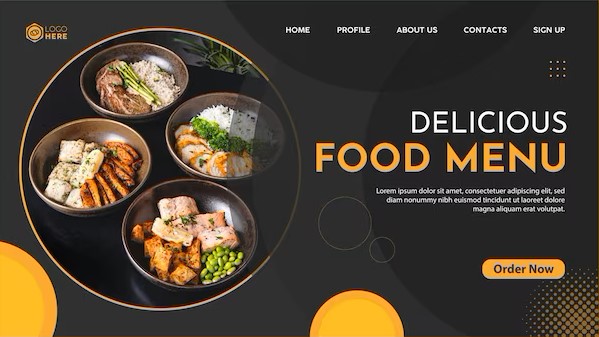 LOGO
HERE
HOME PROFILE ABOUT US CONTACTS SIGN UP
DELICIOUS
FOOD MENU
Lorem ipsum dolor sit amet, consectetuer adipiscing elit, sed
diam nonummy nibh euismod tincidunt ut laoreet dolore
magna aliquam erat volutpat.
Order Now